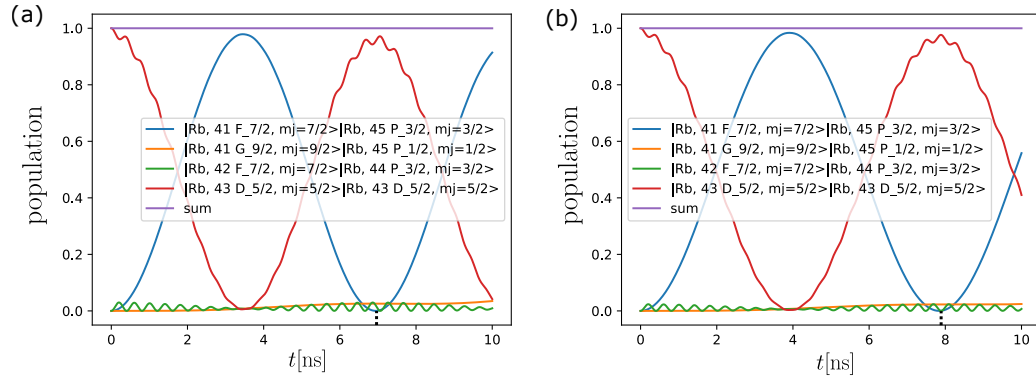 (a)
1.0
0.8
0.6
0.4
0.2
0.0
population
|Rb, 41 F_7/2, mj=7/2>|Rb, 45 P_3/2, mj=3/2>
|Rb, 41 G_9/2, mj=9/2>|Rb, 45 P_1/2, mj=1/2>
|Rb, 42 F_7/2, mj=7/2>|Rb, 44 P_3/2, mj=3/2>
|Rb, 43 D_5/2, mj=5/2>|Rb, 43 D_5/2, mj=5/2>
sum
0 2 4 6 8 10
t[ns]
(b)
1.0
0.8
0.6
0.4
0.2
0.0
population
|Rb, 41 F_7/2, mj=7/2>|Rb, 45 P_3/2, mj=3/2>
|Rb, 41 G_9/2, mj=9/2>|Rb, 45 P_1/2, mj=1/2>
|Rb, 42 F_7/2, mj=7/2>|Rb, 44 P_3/2, mj=3/2>
|Rb, 43 D_5/2, mj=5/2>|Rb, 43 D_5/2, mj=5/2>
sum
0 2 4 6 8 10
t[ns]